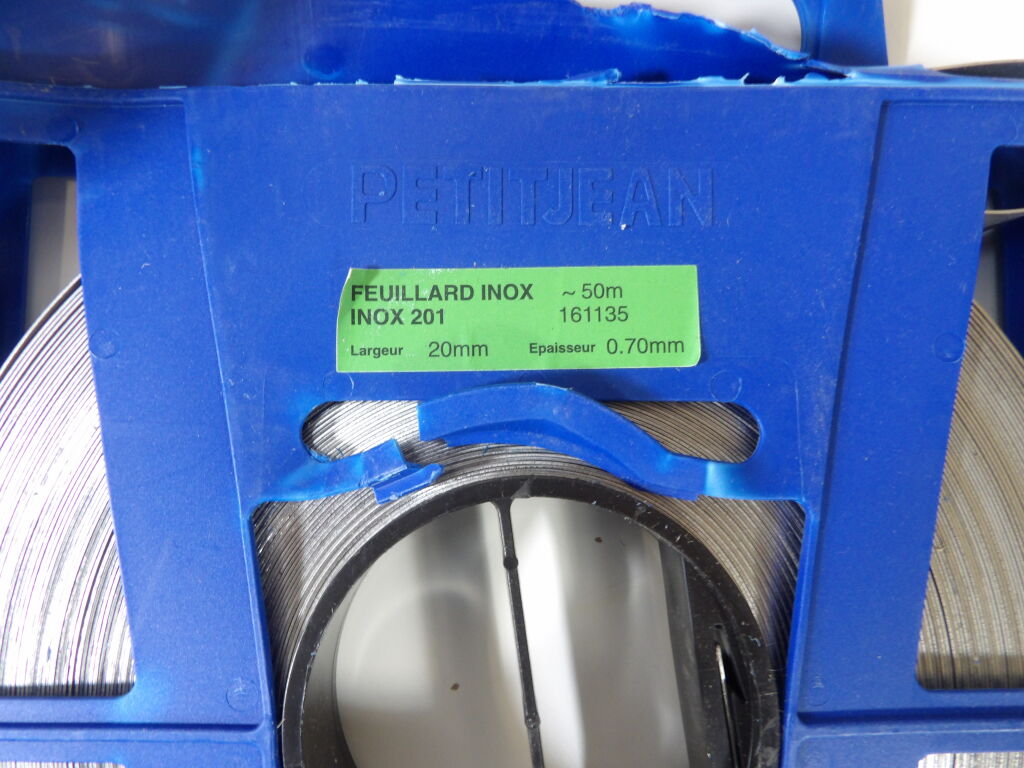 PETITJEAN
FEUILLARD INOX ~ 50m
INOX 201 161135
Largeur 20mm Epaisseur 0.70mm